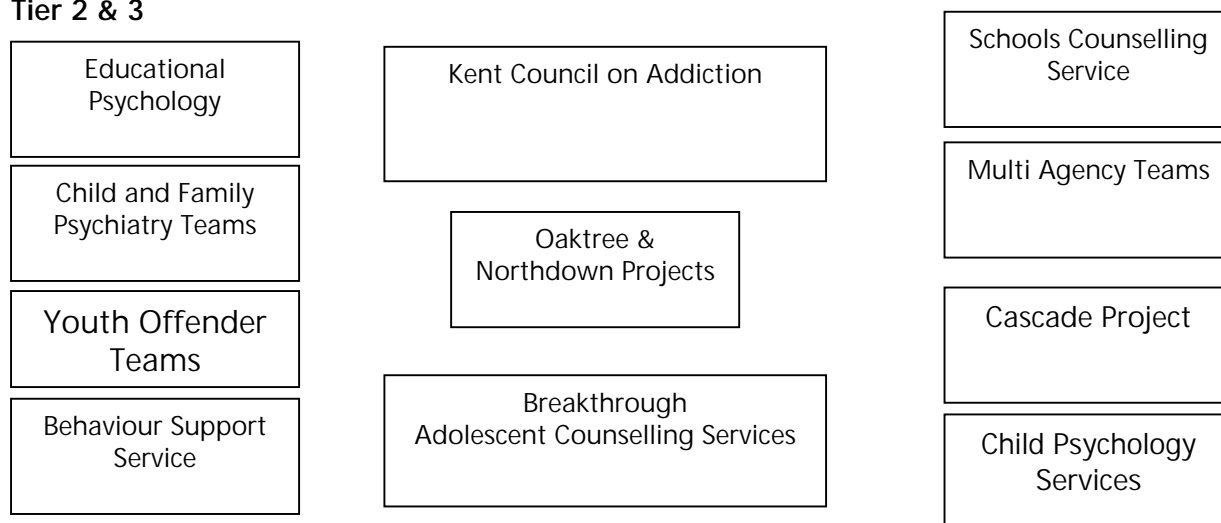 Tier 2 & 3
Educational
Psychology
Child and Family
Psychiatry Teams
Youth Offender
Teams
Behaviour Support
Service
Kent Council on Addiction
Oaktree &
Northdown Projects
Breakthrough
Adolescent Counselling Services
Schools Counselling
Service
Multi Agency Teams
Cascade Project
Child Psychology
Services